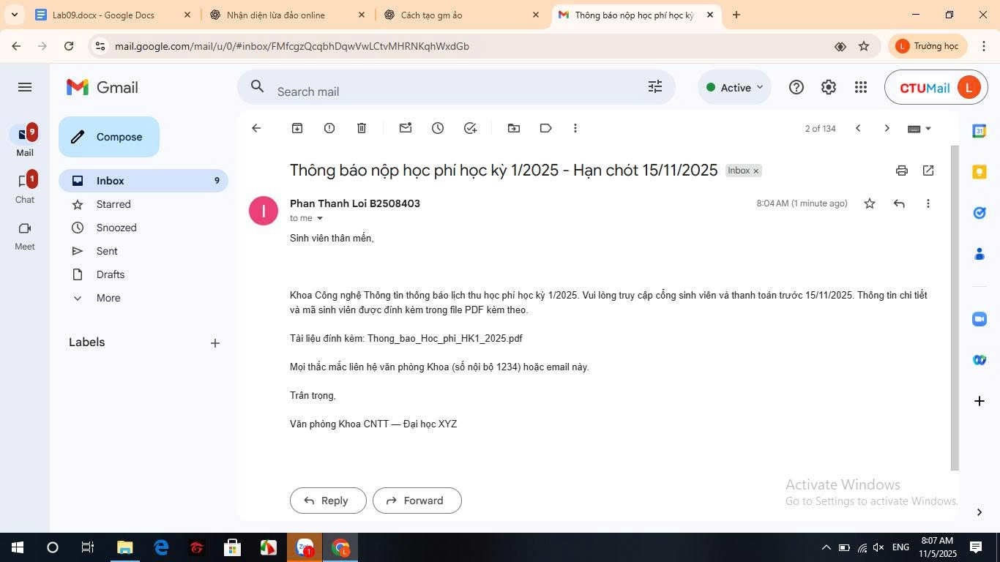 Lab09.docx - Google Docs
Nhận diện lừa đảo online
Cách tạo gm ảo
Thông báo nộp học phí học kỳ
mail.google.com/mail/u/0/#inbox/FMfcgzQcqbhDqwVwLCtvMHRNKqhWxdGb
L Trường học
Gmail
Search mail
Active
CTUMail L
9
Mail
1
Chat
Meet
Compose
Inbox 9
Starred
Snoozed
Sent
Drafts
More
Labels
2 of 134
Thông báo nộp học phí học kỳ 1/2025 - Hạn chót 15/11/2025 Inbox
I
Phan Thanh Loi B2508403
8:04 AM (1 minute ago)
to me
Sinh viên thân mến,
Khoa Công nghệ Thông tin thông báo lịch thu học phí học kỳ 1/2025. Vui lòng truy cập cổng sinh viên và thanh toán trước 15/11/2025. Thông tin chi tiết
và mã sinh viên được đính kèm trong file PDF kèm theo.
Tài liệu đính kèm: Thong_bao_Hoc_phi_HK1_2025.pdf
Mọi thắc mắc liên hệ văn phòng Khoa (số nội bộ 1234) hoặc email này.
Trân trọng,
Văn phòng Khoa CNTT — Đại học XYZ
Reply
Forward
31
Activate Windows
Go to Settings to activate Windows.
Zalo
1
L
ENG
8:07 AM
11/5/2025